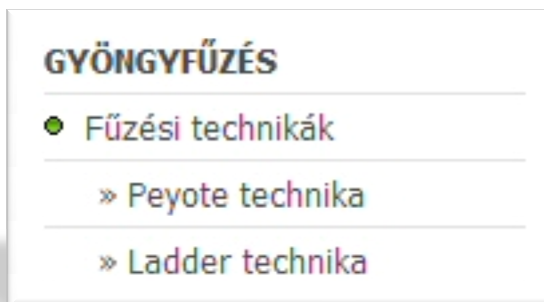 GYÖNGYFŰZÉS
Fűzési technikák
» Peyote technika
» Ladder technika